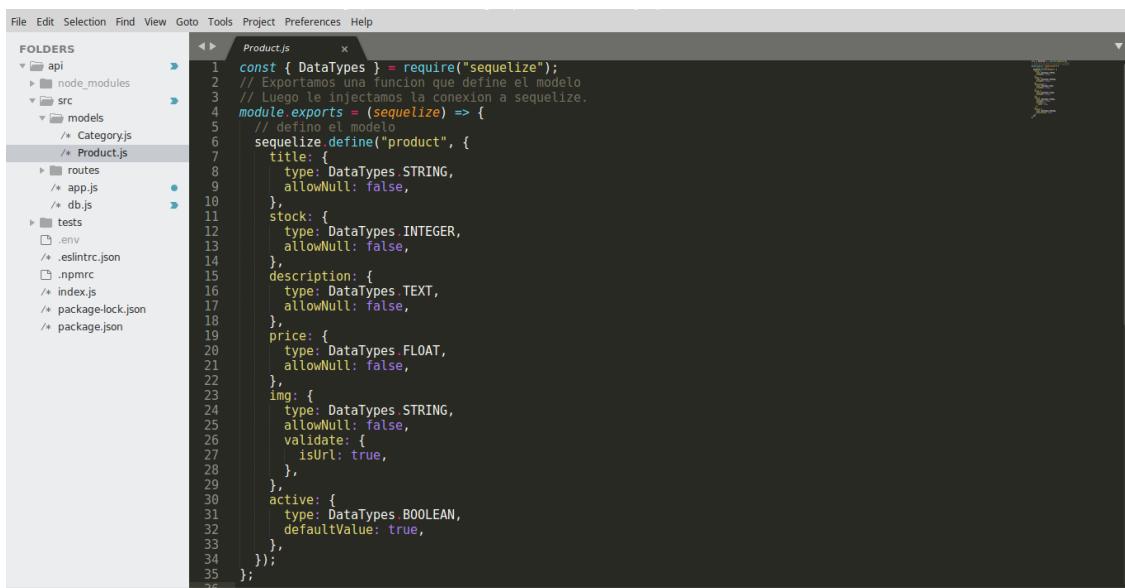 File Edit Selection Find View Goto Tools Project Preferences Help
FOLDERS
api
node_modules
src
models
/* Category.js
/* Product.js
routes
/* app.js
/* db.js
tests
.env
/* .eslintrc.json
.npmrc
/* index.js
/* package-lock.json
/* package.json
Product.js x
1 const { DataTypes } = require("sequelize");
2 // Exportamos una funcion que define el modelo
3 // Luego le injectamos la conexion a sequelize.
4 module.exports = (sequelize) => {
5 // defino el modelo
6 sequelize.define("product", {
7 title: {
8 type: DataTypes.STRING,
9 allowNull: false,
10 },
11 stock: {
12 type: DataTypes.INTEGER,
13 allowNull: false,
14 },
15 description: {
16 type: DataTypes.TEXT,
17 allowNull: false,
18 },
19 price: {
20 type: DataTypes.FLOAT,
21 allowNull: false,
22 },
23 img: {
24 type: DataTypes.STRING,
25 allowNull: false,
26 validate: {
27 isUrl: true,
28 },
29 },
30 active: {
31 type: DataTypes.BOOLEAN,
32 defaultValue: true,
33 },
34 });
35 };